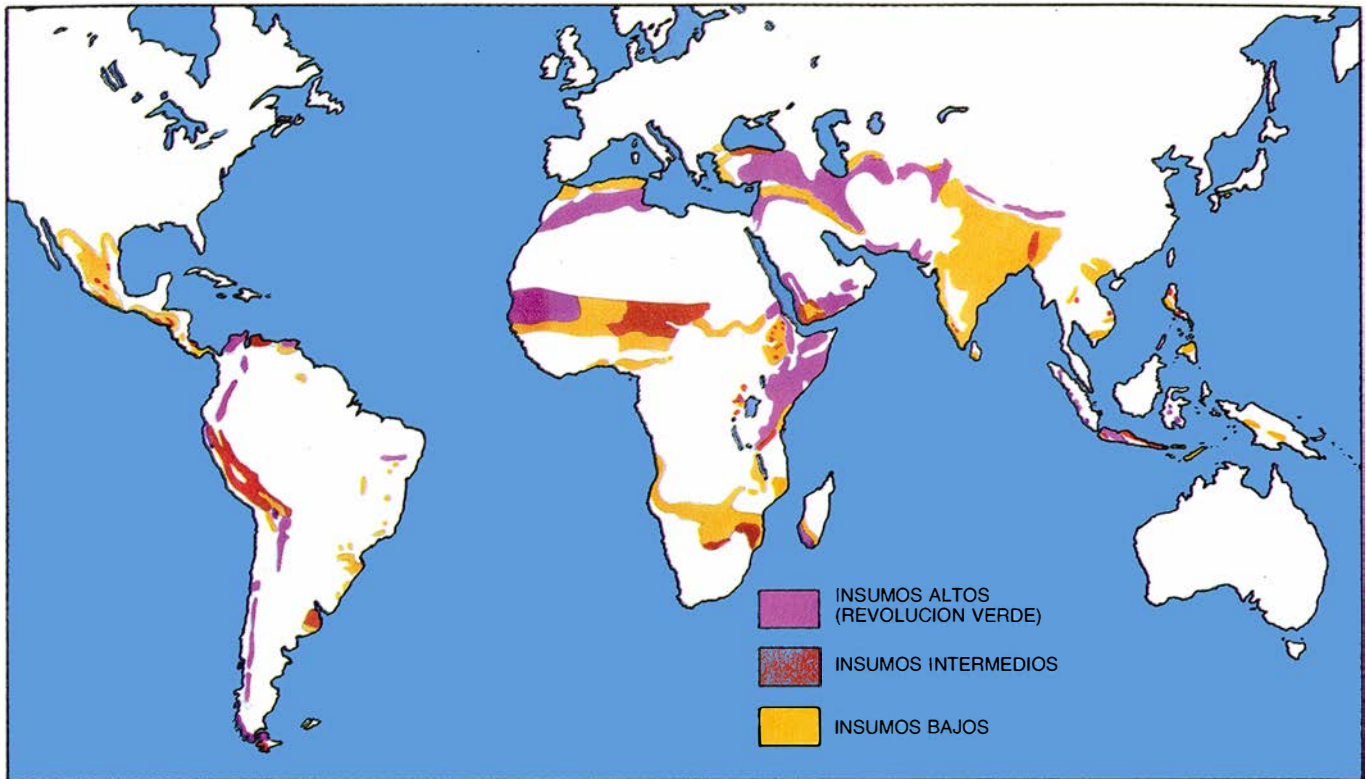 INSUMOS ALTOS
(REVOLUCION VERDE)
INSUMOS INTERMEDIOS
INSUMOS BAJOS